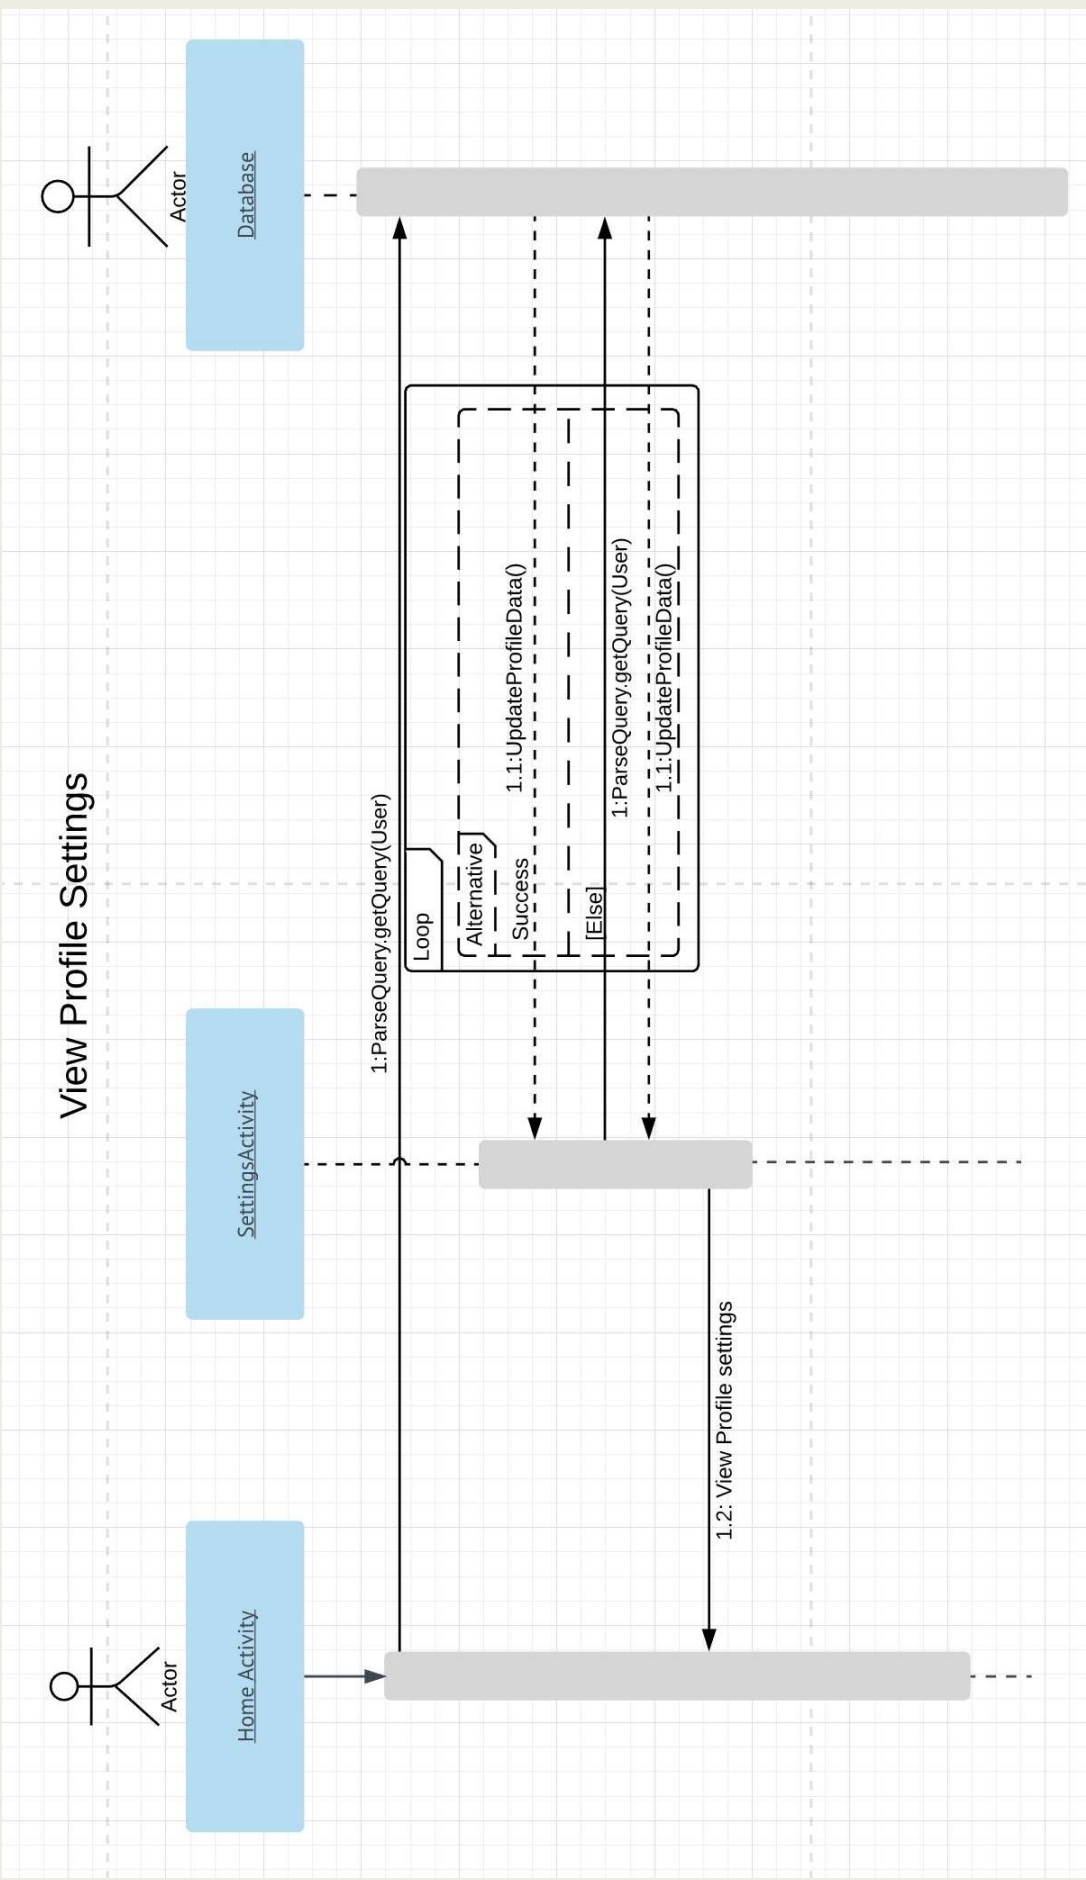 View Profile Settings
Actor
Actor
Home Activity
SettingsActivity
Database
1:ParseQuery.getQuery(User)
Loop
Alternative
Success
1.1:UpdateProfileData()
[Else]
1:ParseQuery.getQuery(User)
1.1:UpdateProfileData()
1.2: View Profile settings